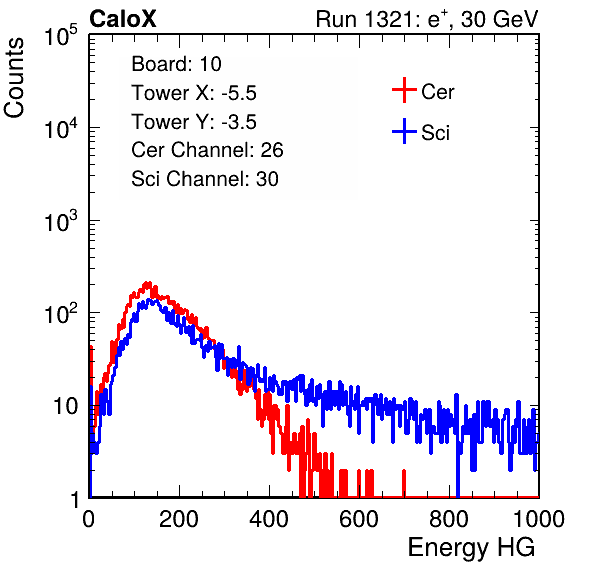 CaloX Run 1321: e⁺, 30 GeV
Board: 10
Tower X: -5.5
Tower Y: -3.5
Cer Channel: 26
Sci Channel: 30
Cer
Sci
Counts
10⁵
10⁴
10³
10²
10
1
0 200 400 600 800 1000
Energy HG